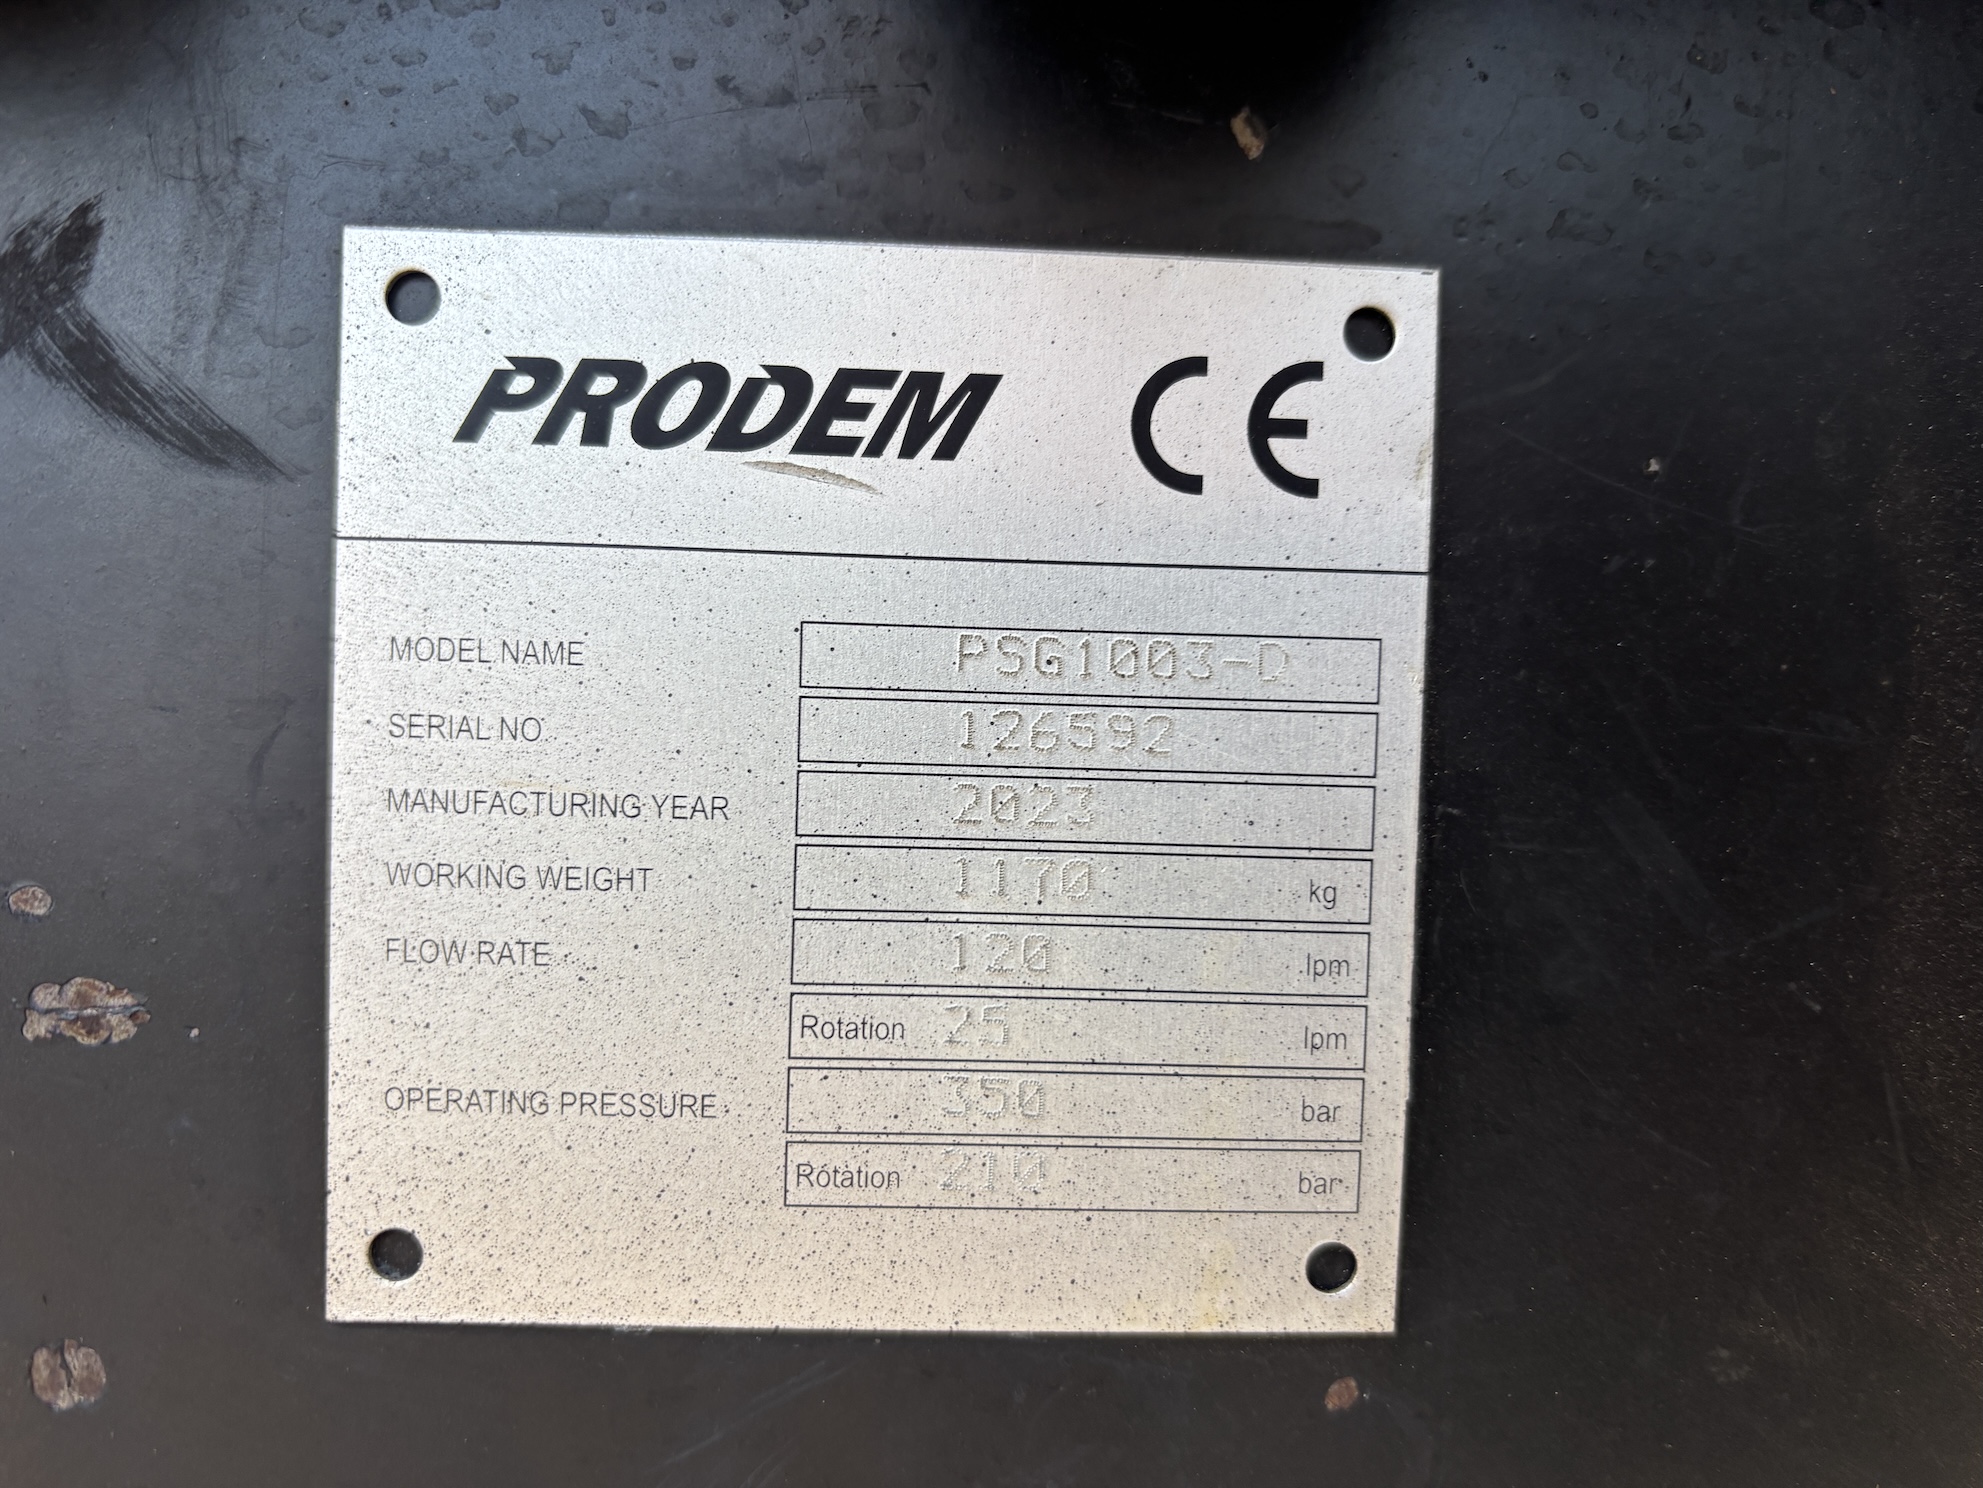 PRODEM CE
MODEL NAME PSG1003-D
SERIAL NO 126592
MANUFACTURING YEAR 2023
WORKING WEIGHT 1170 kg
FLOW RATE 120 lpm
Rotation 25 lpm
OPERATING PRESSURE 350 bar
Rotation 210 bar